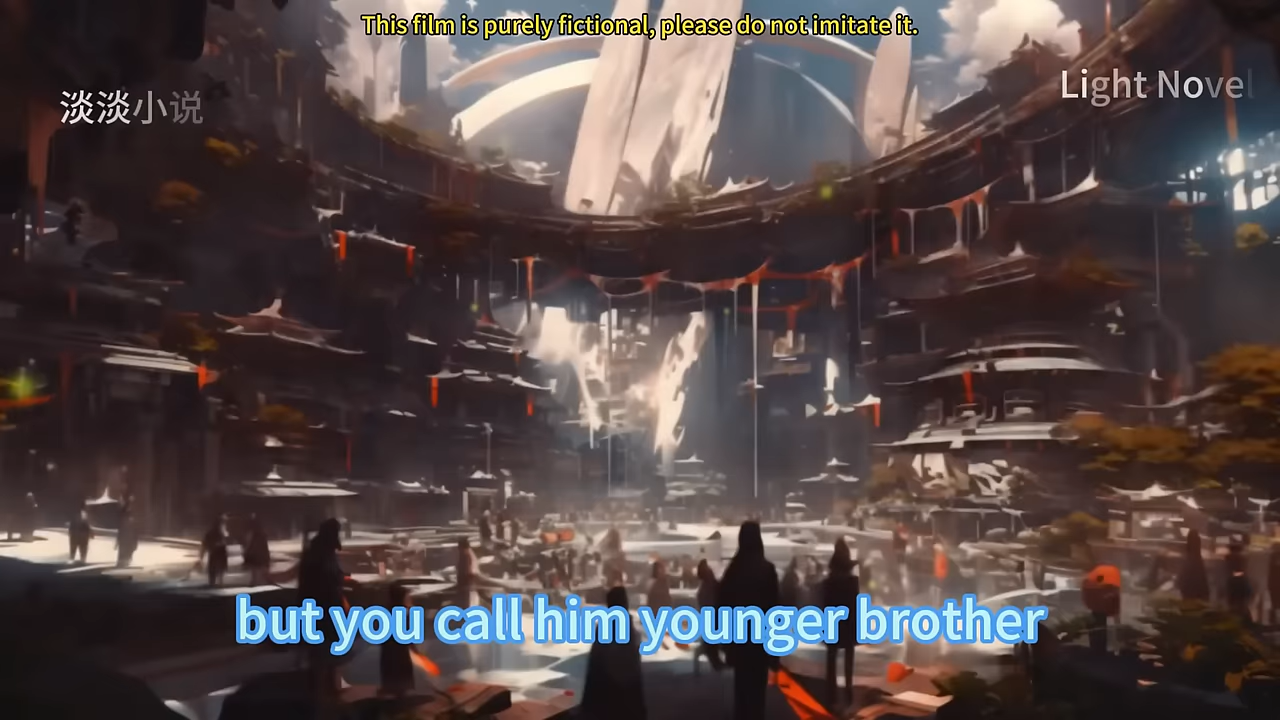 This film is purely fictional, please do not imitate it.
淡淡小说
Light Novel
but you call him younger brother